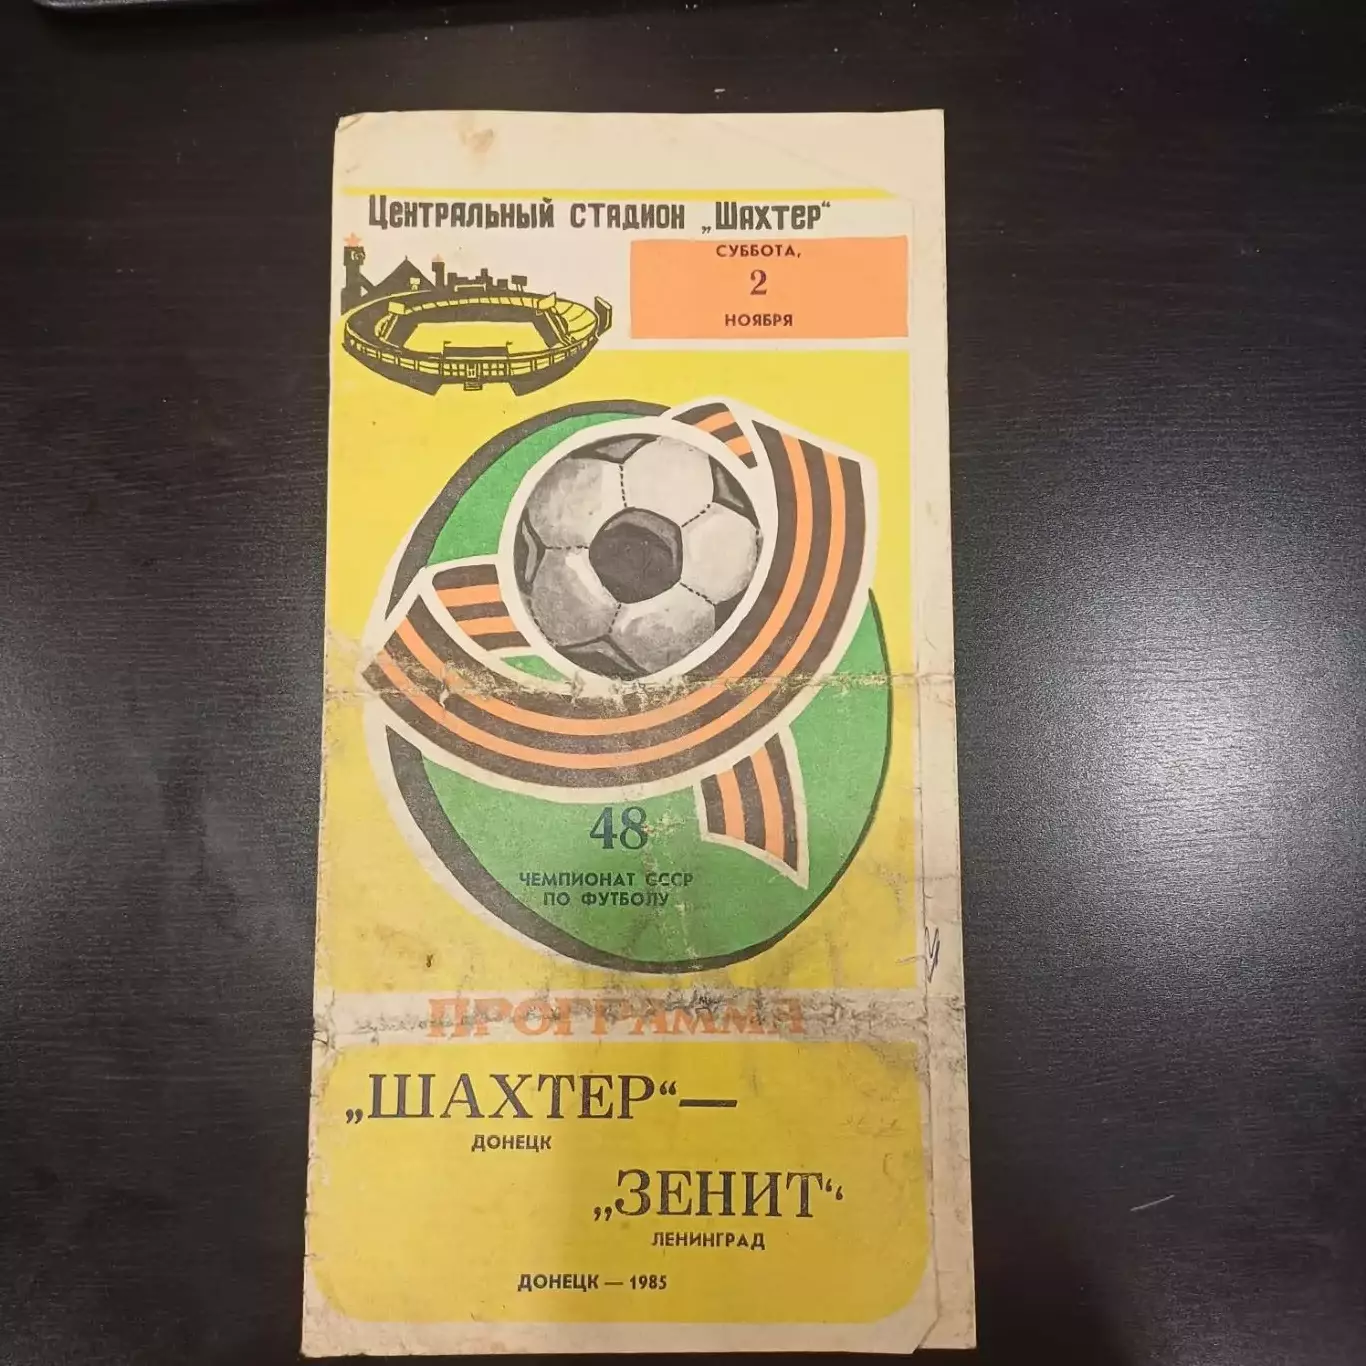 Центральный стадион „Шахтер“
СУББОТА,
2
НОЯБРЯ
48
ЧЕМПИОНАТ СССР
ПО ФУТБОЛУ
ПРОГРАММА
„ШАХТЕР“ —
ДОНЕЦК
„ЗЕНИТ“
ЛЕНИНГРАД
ДОНЕЦК — 1985